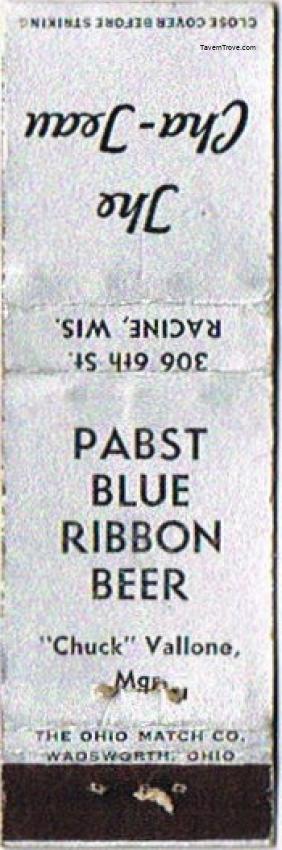 CLOSE COVER BEFORE STRIKING
TavernTrove.com
The
Cha-Jeau
306 6th St.
RACINE, WIS.
PABST
BLUE
RIBBON
BEER
"Chuck" Vallone,
Mgr.
THE OHIO MATCH CO.
WADSWORTH, OHIO